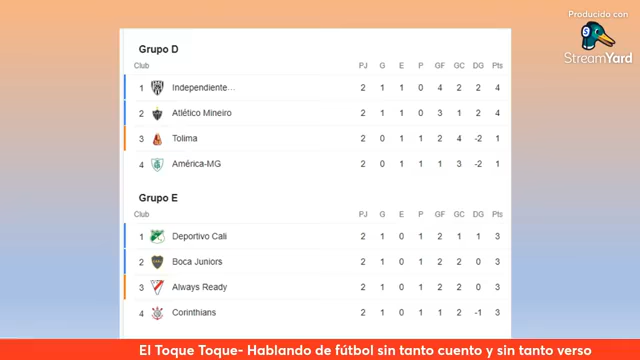 Producido con
StreamYard
Grupo D
Club PJ G E P GF GC DG Pts
1 Independiente... 2 1 1 0 4 2 2 4
2 Atlético Mineiro 2 1 1 0 3 1 2 4
3 Tolima 2 0 1 1 2 4 -2 1
4 América-MG 2 0 1 1 1 3 -2 1
Grupo E
Club PJ G E P GF GC DG Pts
1 Deportivo Cali 2 1 0 1 2 1 1 3
2 Boca Juniors 2 1 0 1 2 2 0 3
3 Always Ready 2 1 0 1 2 2 0 3
4 Corinthians 2 1 0 1 1 2 -1 3
El Toque Toque- Hablando de fútbol sin tanto cuento y sin tanto verso